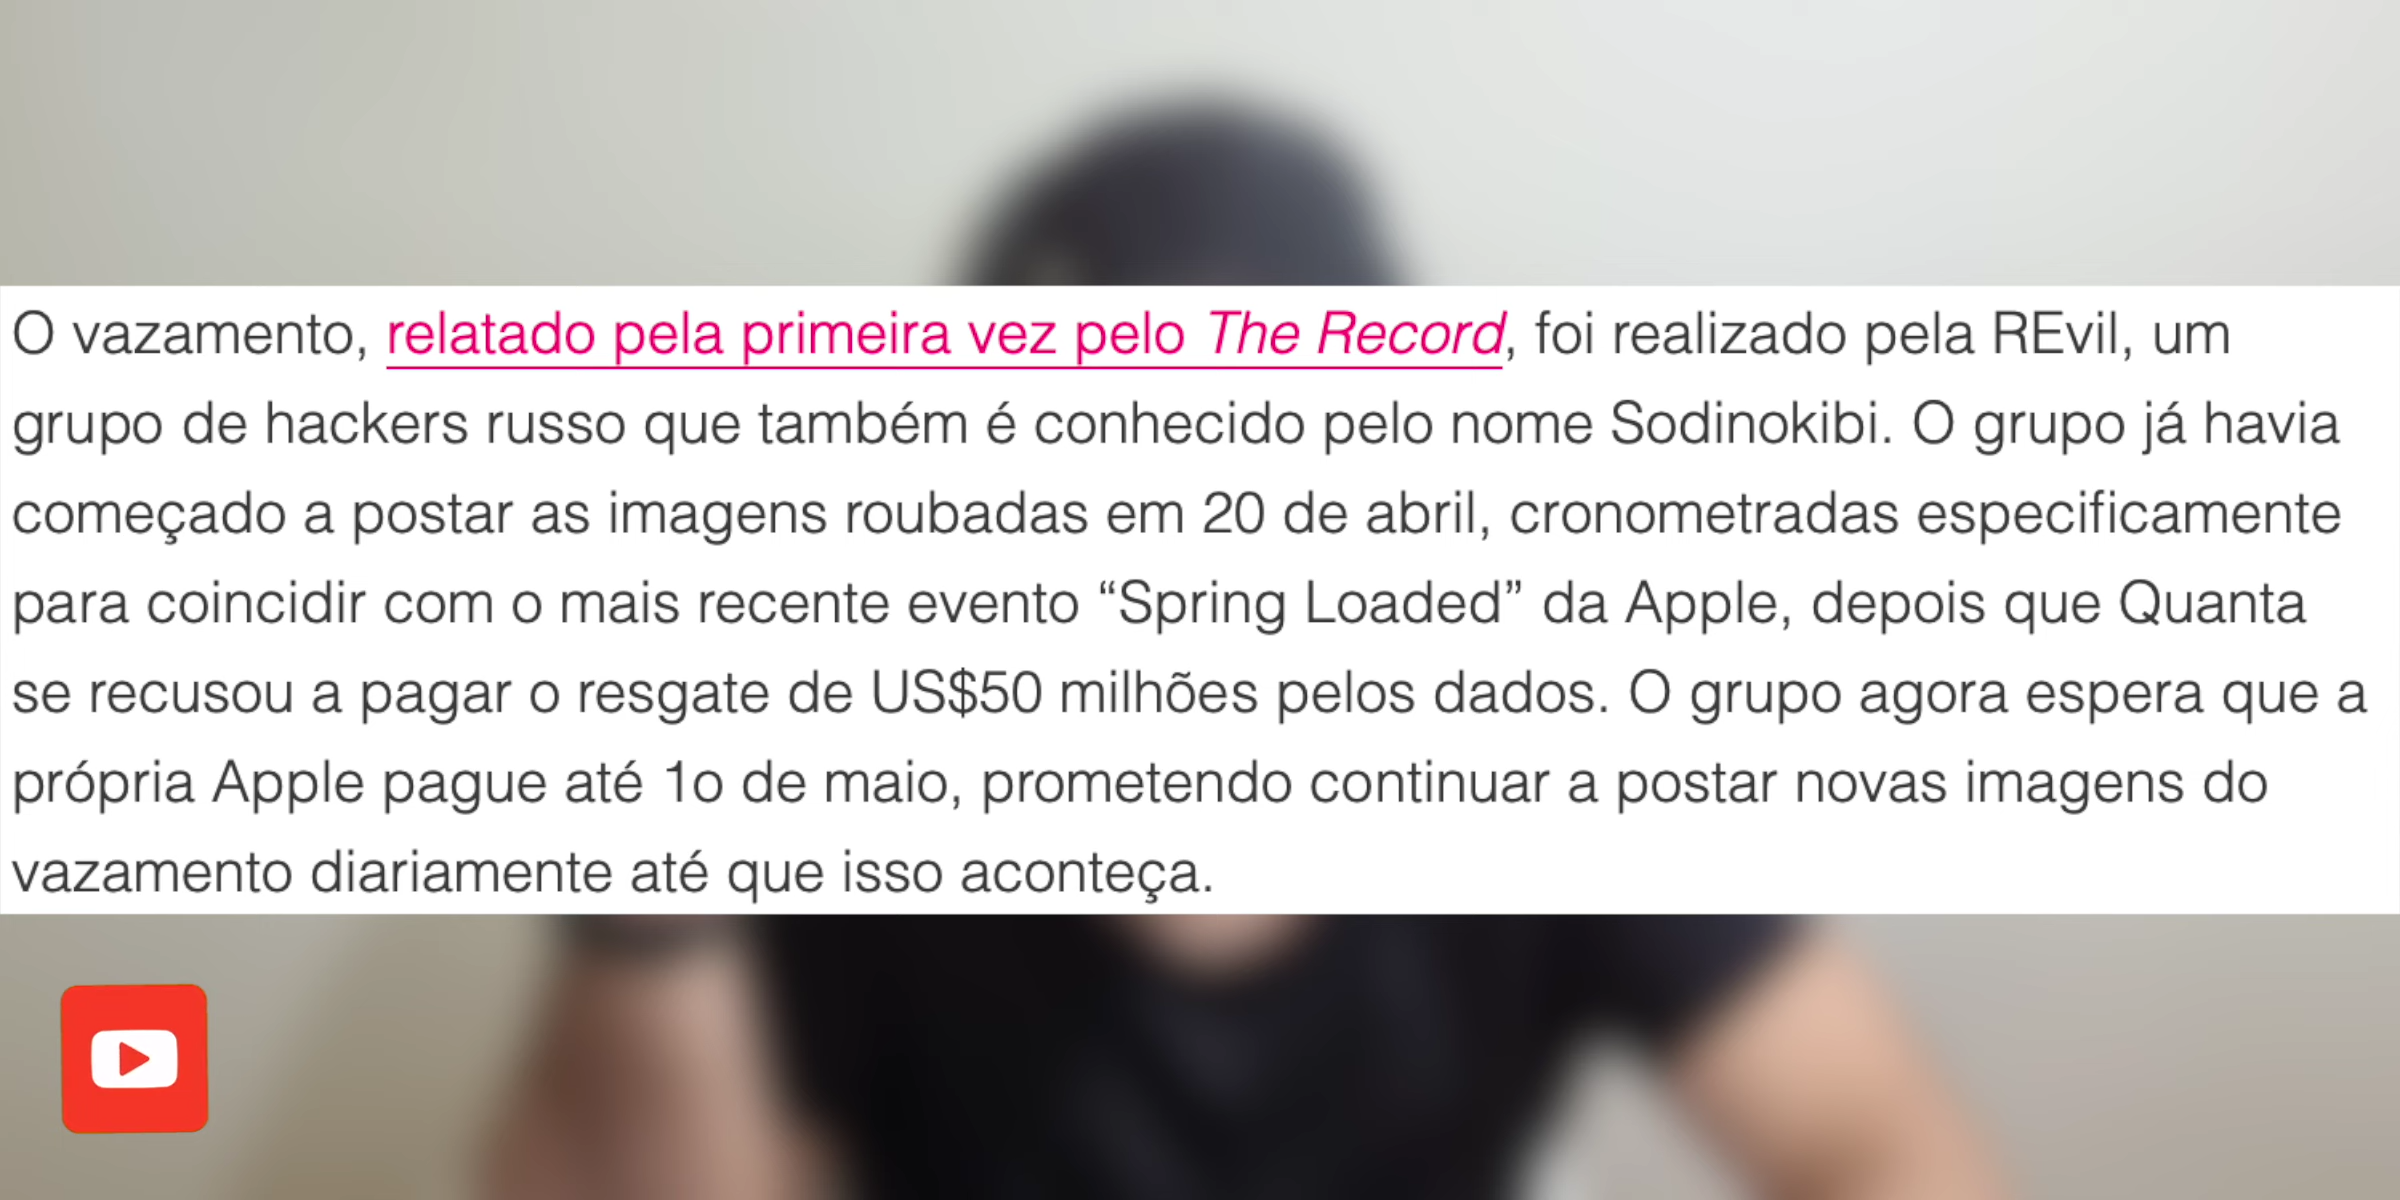 O vazamento, relatado pela primeira vez pelo The Record, foi realizado pela REvil, um
grupo de hackers russo que também é conhecido pelo nome Sodinokibi. O grupo já havia
começado a postar as imagens roubadas em 20 de abril, cronometradas especificamente
para coincidir com o mais recente evento “Spring Loaded” da Apple, depois que Quanta
se recusou a pagar o resgate de US$50 milhões pelos dados. O grupo agora espera que a
própria Apple pague até 1o de maio, prometendo continuar a postar novas imagens do
vazamento diariamente até que isso aconteça.